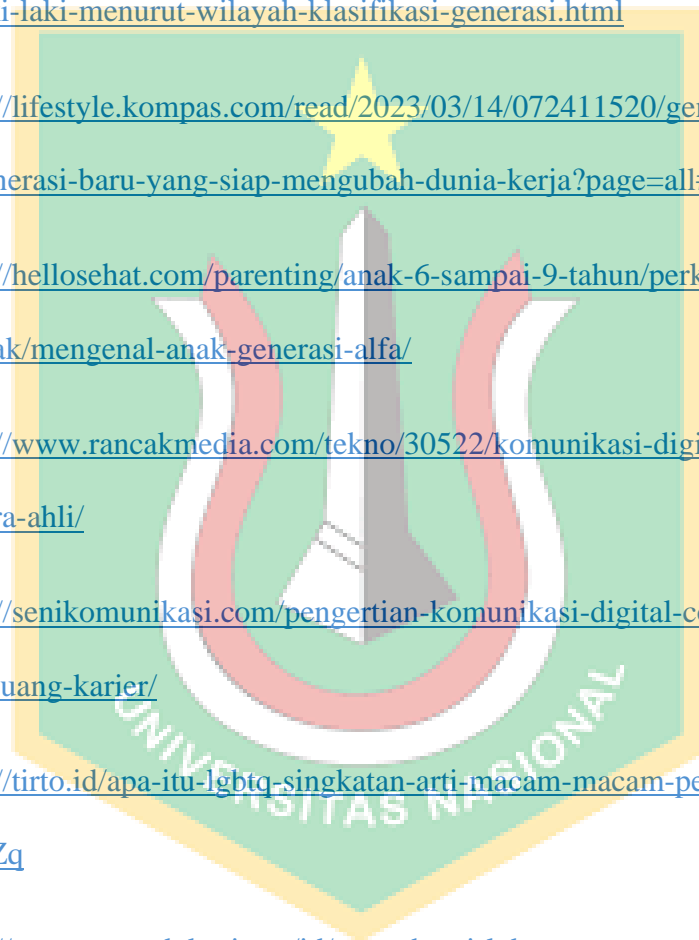 i-laki-menurut-wilayah-klasifikasi-generasi.html
//lifestyle.kompas.com/read/2023/03/14/072411520/ge
nerasi-baru-yang-siap-mengubah-dunia-kerja?page=all
//hellosehat.com/parenting/anak-6-sampai-9-tahun/perk
ak/mengenal-anak-generasi-alfa/
//www.rancakmedia.com/tekno/30522/komunikasi-digi
ra-ahli/
//senikomunikasi.com/pengertian-komunikasi-digital-c
uang-karier/
//tirto.id/apa-itu-lgbtq-singkatan-arti-macam-macam-pe
Zq
UNIVERSITAS NASIONAL